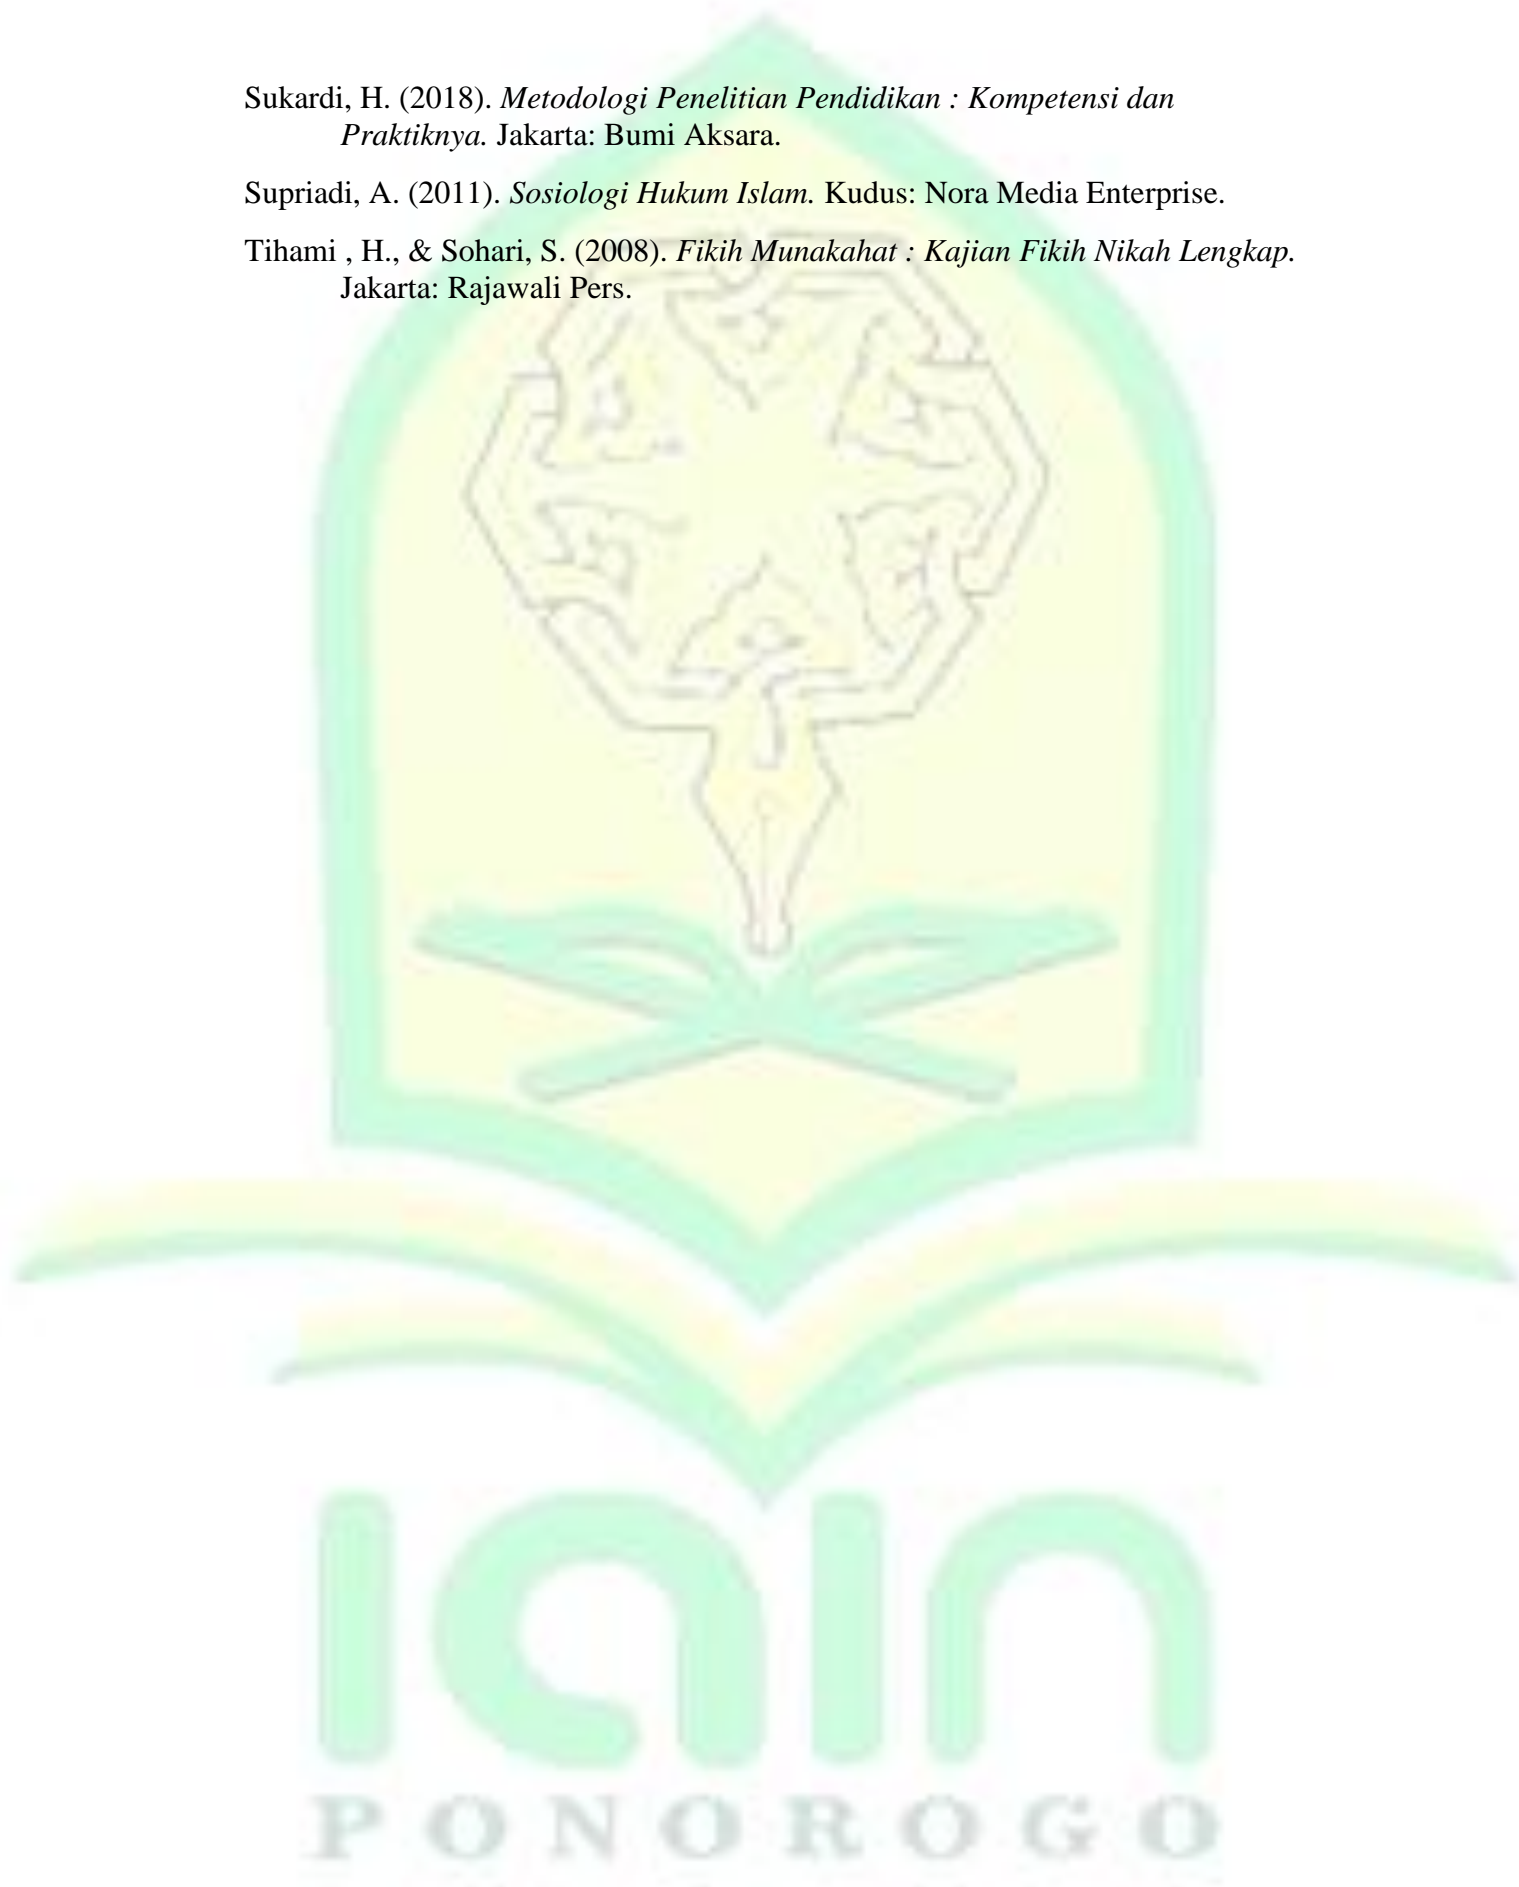 Sukardi, H. (2018). Metodologi Penelitian Pendidikan : Kompetensi dan
Praktiknya. Jakarta: Bumi Aksara.
Supriadi, A. (2011). Sosiologi Hukum Islam. Kudus: Nora Media Enterprise.
Tihami , H., & Sohari, S. (2008). Fikih Munakahat : Kajian Fikih Nikah Lengkap.
Jakarta: Rajawali Pers.
iain
PONOROGO